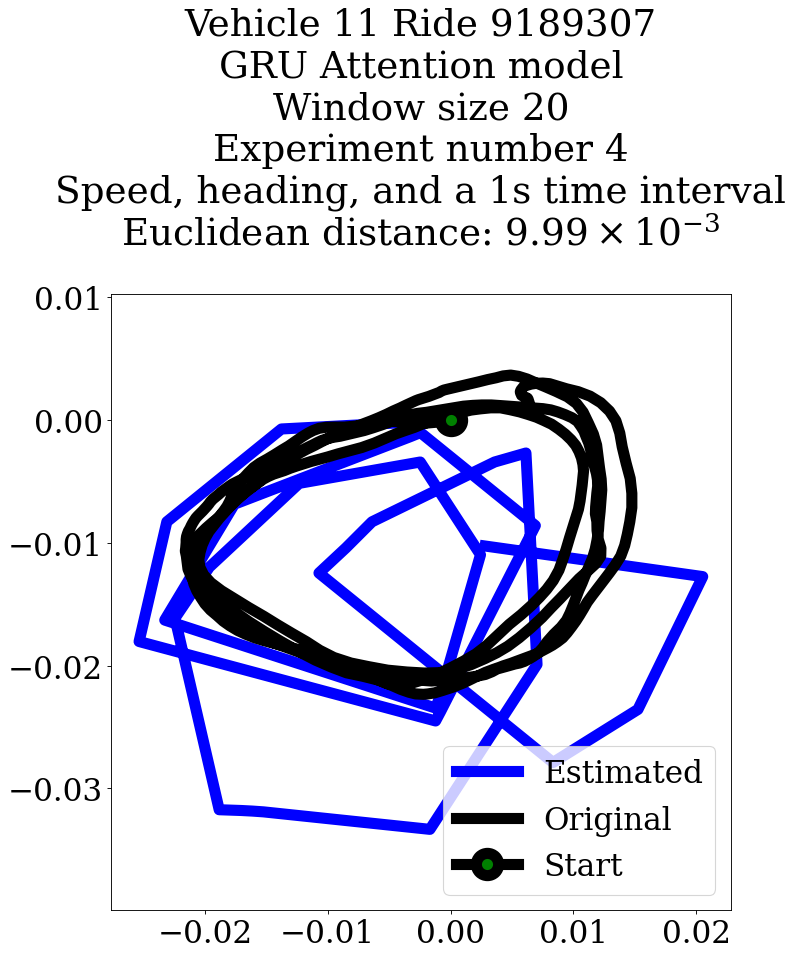 Vehicle 11 Ride 9189307
GRU Attention model
Window size 20
Experiment number 4
Speed, heading, and a 1s time interval
Euclidean distance: 9.99 × 10⁻³
0.01
0.00
−0.01
−0.02
−0.03
−0.02 −0.01 0.00 0.01 0.02
Estimated
Original
Start